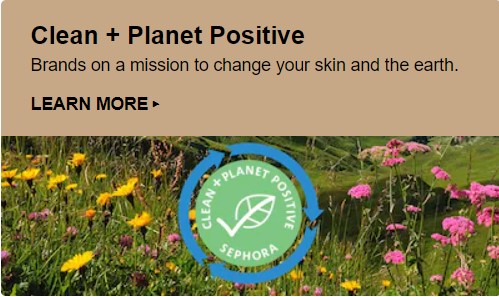 Clean + Planet Positive
Brands on a mission to change your skin and the earth.
LEARN MORE ▸
CLEAN + PLANET POSITIVE
SEPHORA